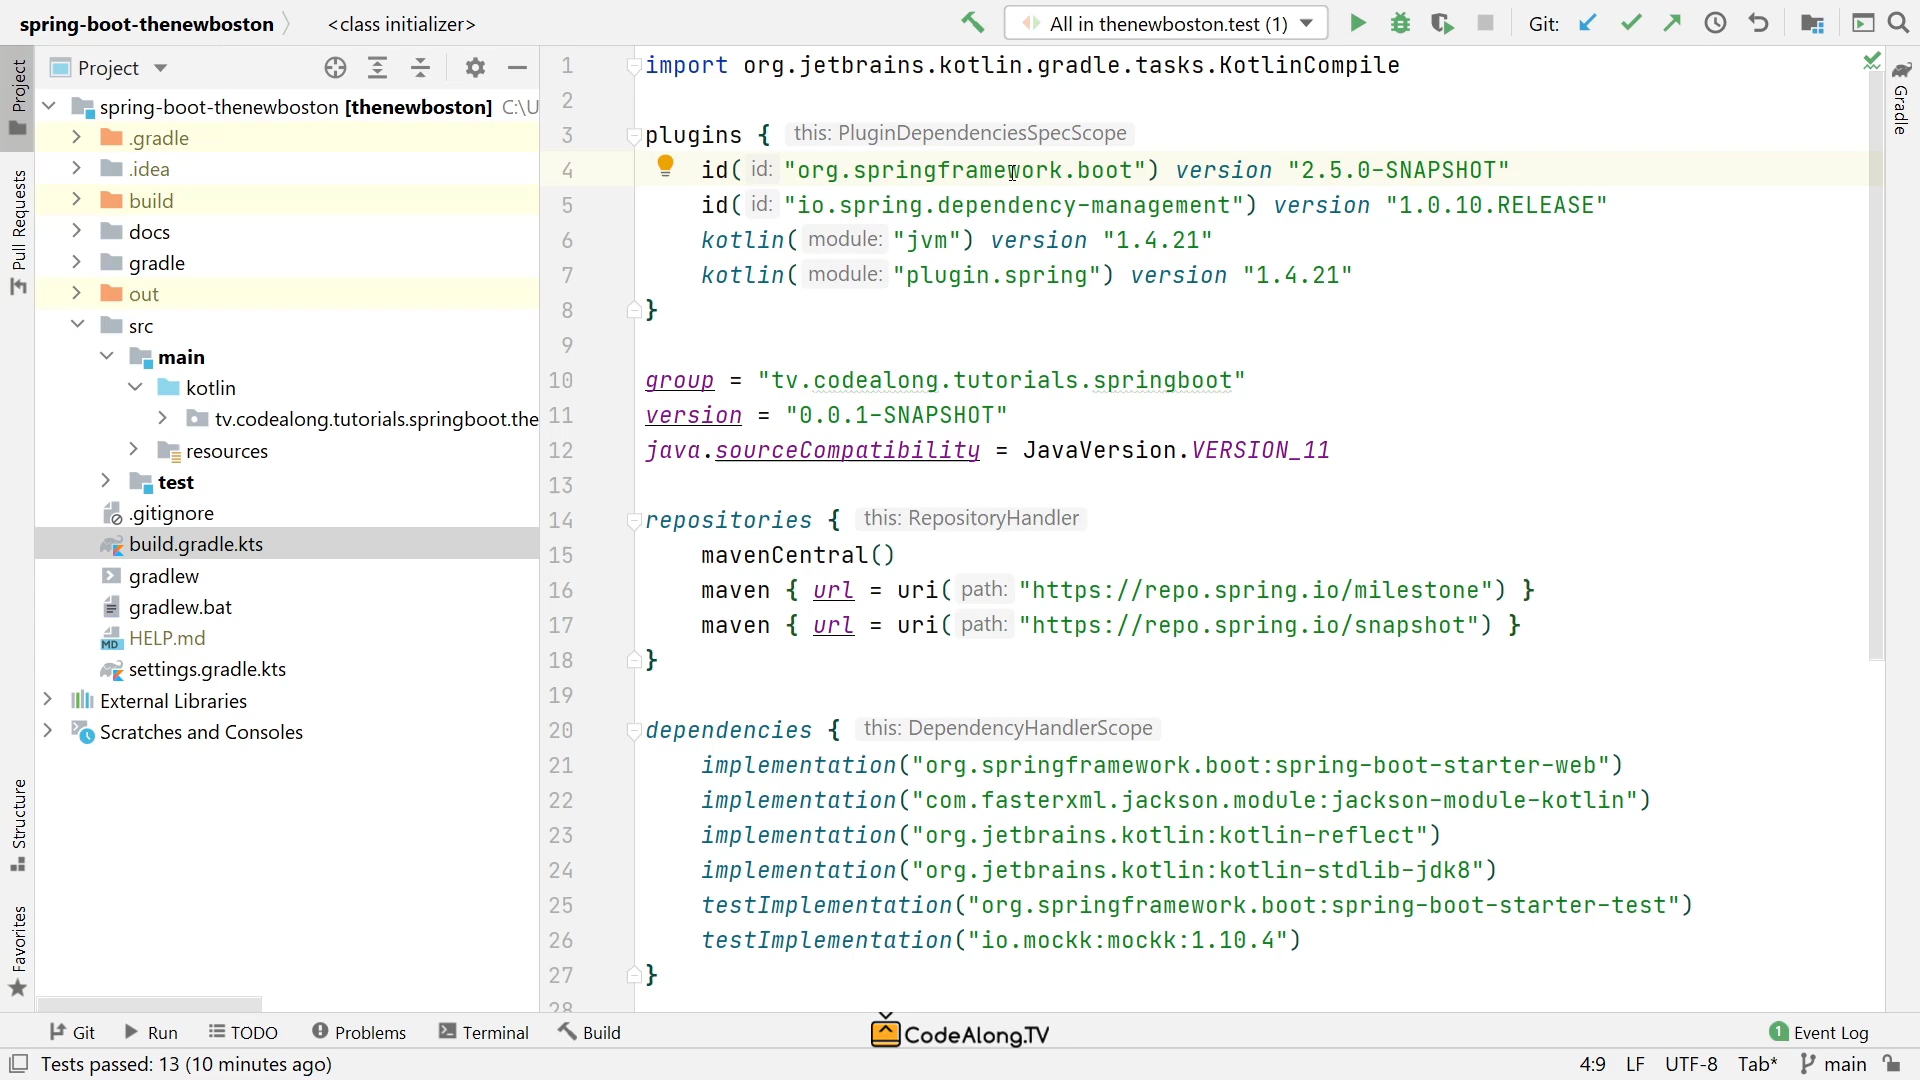 spring-boot-thenewboston
<class initializer>
All in thenewboston.test (1)
Git:
Project
Project
Pull Requests
Structure
Favorites
spring-boot-thenewboston [thenewboston] C:\U
.gradle
.idea
build
docs
gradle
out
src
main
kotlin
tv.codealong.tutorials.springboot.the
resources
test
.gitignore
build.gradle.kts
gradlew
gradlew.bat
HELP.md
settings.gradle.kts
External Libraries
Scratches and Consoles
1 import org.jetbrains.kotlin.gradle.tasks.KotlinCompile
2
3 plugins { this: PluginDependenciesSpecScope
4 id( id: "org.springframework.boot") version "2.5.0-SNAPSHOT"
5 id( id: "io.spring.dependency-management") version "1.0.10.RELEASE"
6 kotlin( module: "jvm") version "1.4.21"
7 kotlin( module: "plugin.spring") version "1.4.21"
8 }
9
10 group = "tv.codealong.tutorials.springboot"
11 version = "0.0.1-SNAPSHOT"
12 java.sourceCompatibility = JavaVersion.VERSION_11
13
14 repositories { this: RepositoryHandler
15 mavenCentral()
16 maven { url = uri( path: "https://repo.spring.io/milestone") }
17 maven { url = uri( path: "https://repo.spring.io/snapshot") }
18 }
19
20 dependencies { this: DependencyHandlerScope
21 implementation("org.springframework.boot:spring-boot-starter-web")
22 implementation("com.fasterxml.jackson.module:jackson-module-kotlin")
23 implementation("org.jetbrains.kotlin:kotlin-reflect")
24 implementation("org.jetbrains.kotlin:kotlin-stdlib-jdk8")
25 testImplementation("org.springframework.boot:spring-boot-starter-test")
26 testImplementation("io.mockk:mockk:1.10.4")
27 }
28
Gradle
Git
Run
TODO
Problems
Terminal
Build
CodeAlong.TV
1 Event Log
Tests passed: 13 (10 minutes ago)
4:9 LF UTF-8 Tab* main